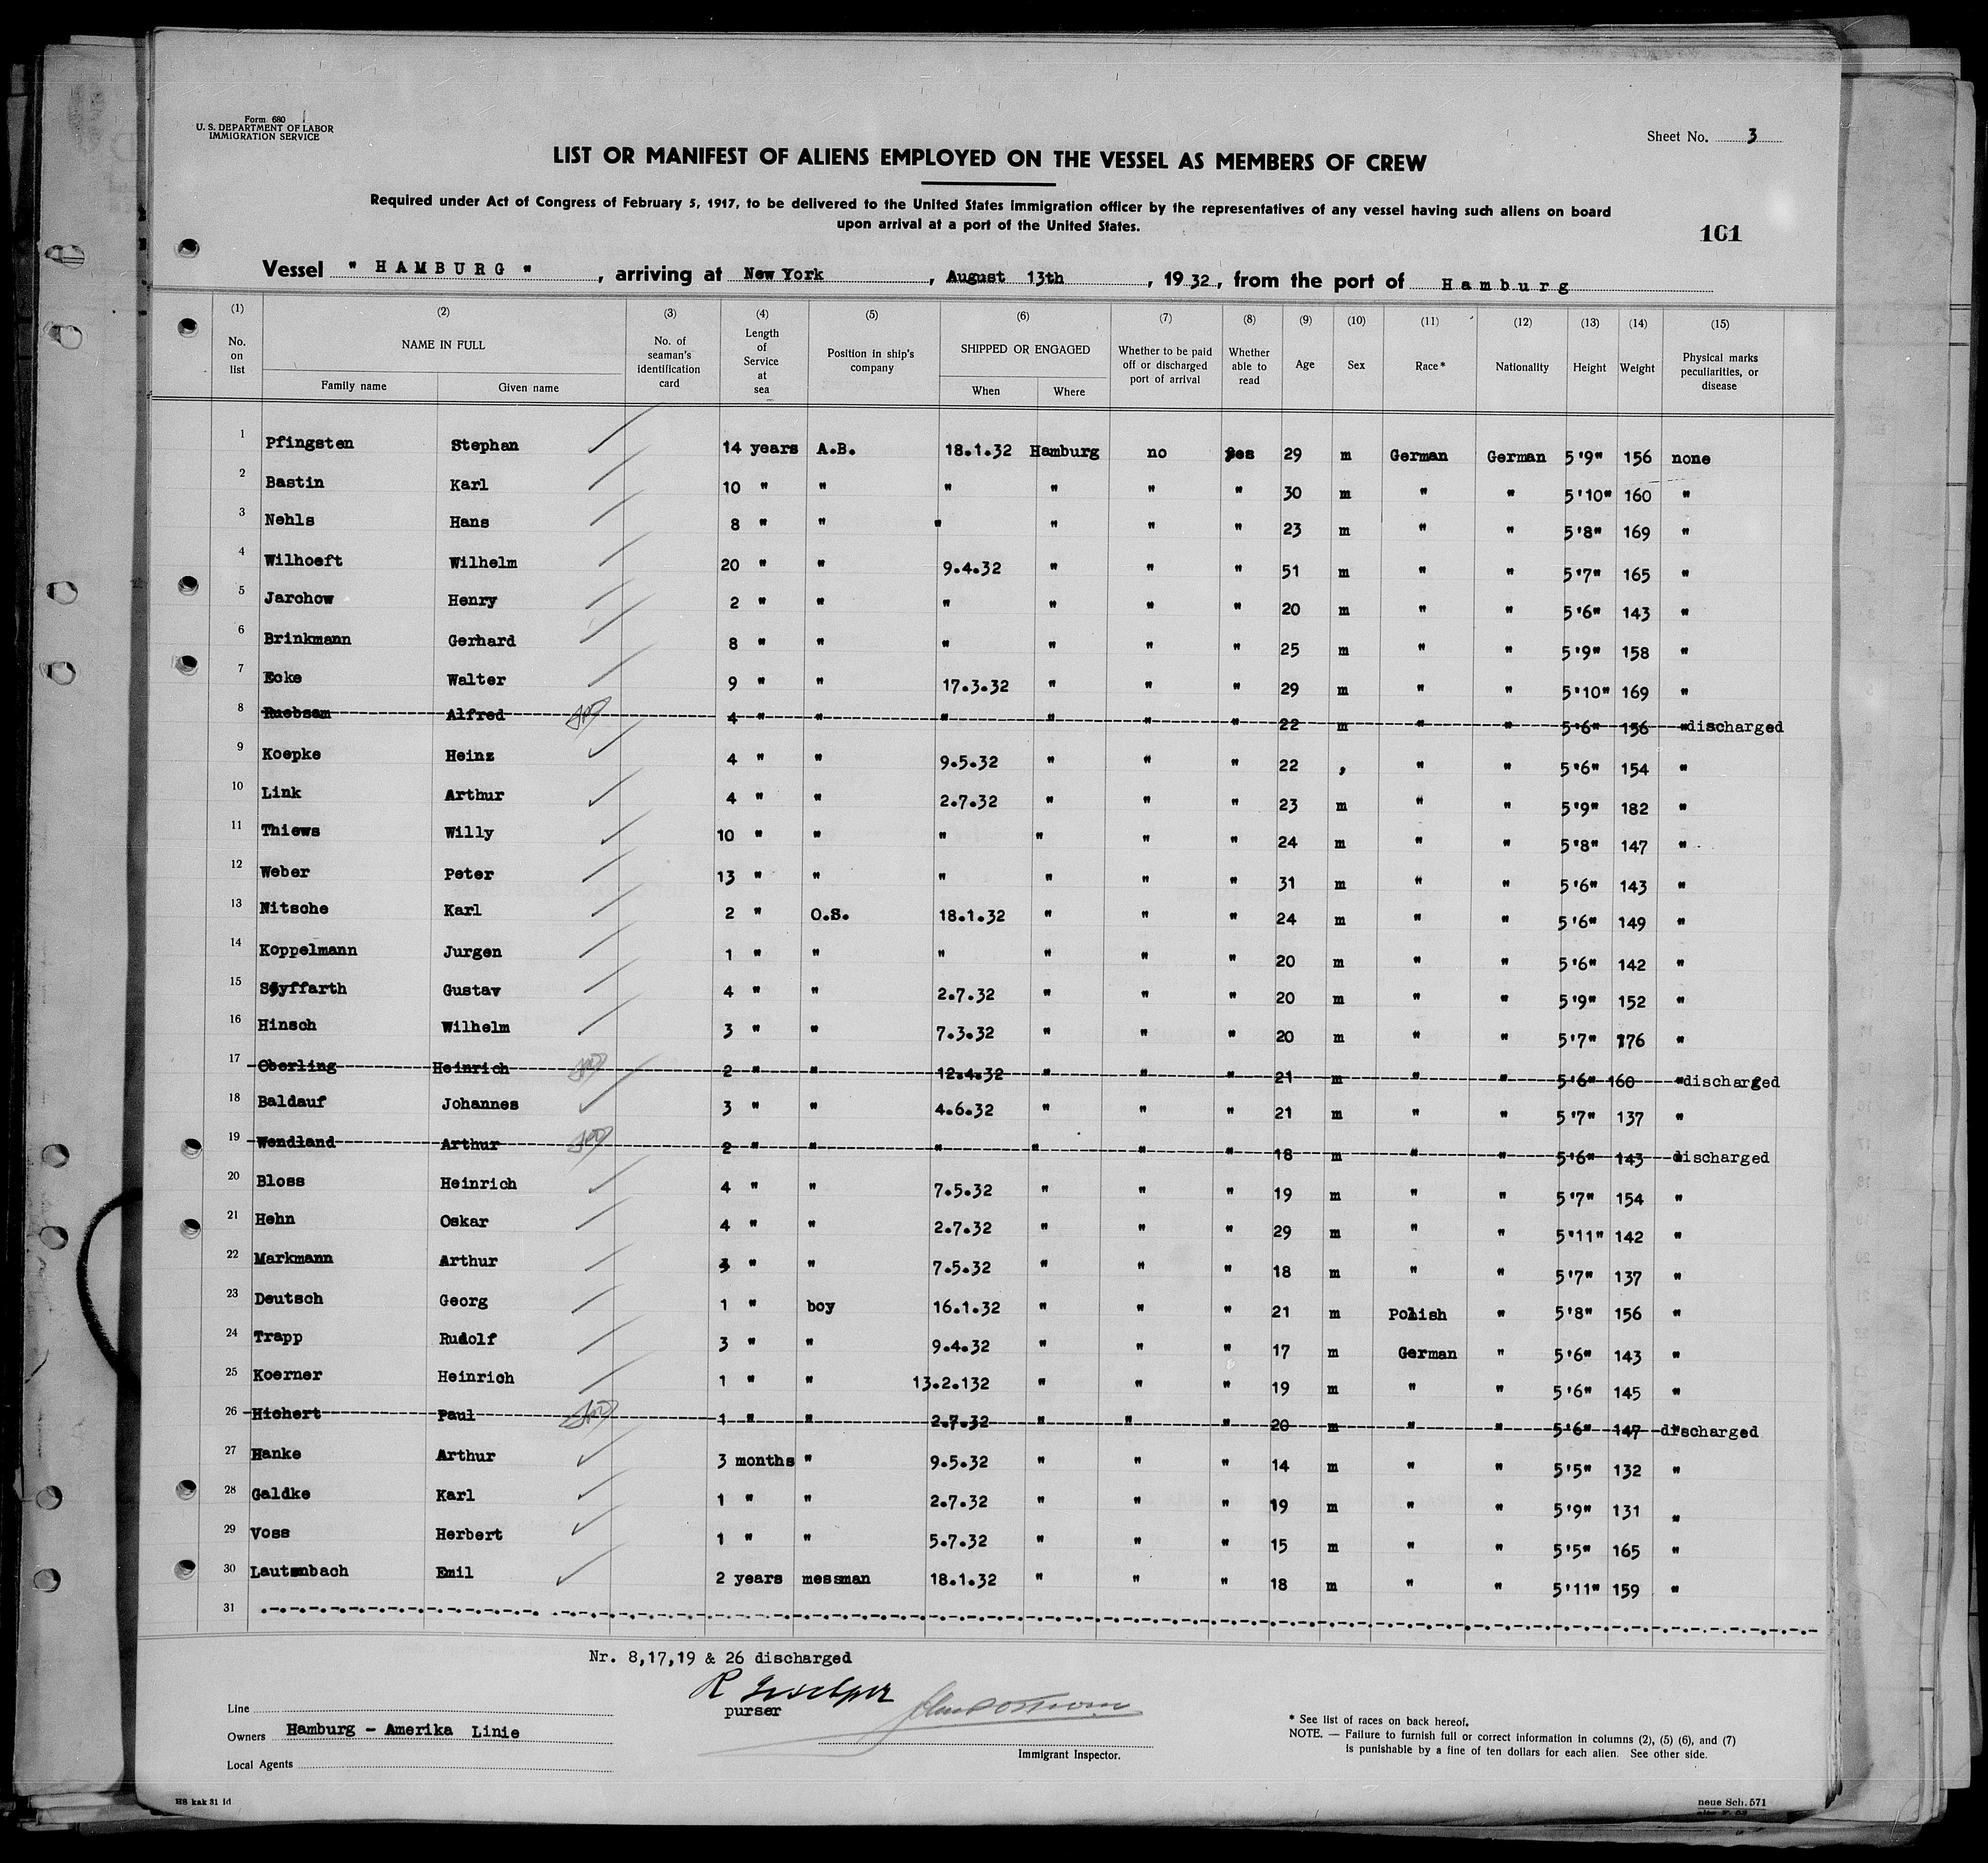 Form 680
U. S. DEPARTMENT OF LABOR
IMMIGRATION SERVICE
Sheet No. 3
LIST OR MANIFEST OF ALIENS EMPLOYED ON THE VESSEL AS MEMBERS OF CREW
Required under Act of Congress of February 5, 1917, to be delivered to the United States immigration officer by the representatives of any vessel having such aliens on board
upon arrival at a port of the United States.
101
Vessel " HAMBURG " , arriving at New York , August 13th , 19 32 , from the port of Hamburg
(1) (2) (3) (4) (5) (6) (7) (8) (9) (10) (11) (12) (13) (14) (15)
No. on list NAME IN FULL Family name Given name No. of seaman's identification card Length of Service at sea Position in ship's company SHIPPED OR ENGAGED When Where Whether to be paid off or discharged port of arrival Whether able to read Age Sex Race* Nationality Height Weight Physical marks peculiarities, or disease
1 Pfingsten Stephan 14 years A.B. 18.1.32 Hamburg no yes 29 m German German 5'9" 156 none
2 Bastin Karl 10 " " " " " " 30 m " " 5'10" 160 "
3 Nehls Hans 8 " " " " " " 23 m " " 5'8" 169 "
4 Wilhoeft Wilhelm 20 " " 9.4.32 " " " 51 m " " 5'7" 165 "
5 Jarchow Henry 2 " " " " " " 20 m " " 5'6" 143 "
6 Brinkmann Gerhard 8 " " " " " " 25 m " " 5'9" 158 "
7 Ecke Walter 9 " " 17.3.32 " " " 29 m " " 5'10" 169 "
8 Ruebsam Alfred 4 " " " " " " 22 m " " 5'6" 156 "discharged
9 Koepke Heinz 4 " " 9.5.32 " " " 22 , " " 5'6" 154 "
10 Link Arthur 4 " " 2.7.32 " " " 23 m " " 5'9" 182 "
11 Thiews Willy 10 " " " " " " 24 m " " 5'8" 147 "
12 Weber Peter 13 " " " " " " 31 m " " 5'6" 143 "
13 Nitsche Karl 2 " O.S. 18.1.32 " " " 24 m " " 5'6" 149 "
14 Koppelmann Jurgen 1 " " " " " " 20 m " " 5'6" 142 "
15 Seyffarth Gustav 4 " " 2.7.32 " " " 20 m " " 5'9" 152 "
16 Hinsch Wilhelm 3 " " 7.3.32 " " " 20 m " " 5'7" 176 "
17 Oberling Heinrich 2 " " 12.4.32 " " " 21 m " " 5'6" 160 "discharged
18 Baldauf Johannes 3 " " 4.6.32 " " " 21 m " " 5'7" 137 "
19 Wendland Arthur 2 " " " " " " 18 m " " 5'6" 143 discharged
20 Bloss Heinrich 4 " " 7.5.32 " " " 19 m " " 5'7" 154 "
21 Hehn Oskar 4 " " 2.7.32 " " " 29 m " " 5"11" 142 "
22 Markmann Arthur 3 " " 7.5.32 " " " 18 m " " 5'7" 137 "
23 Deutsch Georg 1 " boy 16.1.32 " " " 21 m Polish " 5'8" 156 "
24 Trapp Rudolf 3 " " 9.4.32 " " " 17 m German " 5'6" 143 "
25 Koerner Heinrich 1 " " 13.2.132 " " " 19 m " " 5'6" 145 "
26 Hichert Paul 1 " " 2.7.32 " " " 20 m " " 5'6" 147 discharged
27 Hanke Arthur 3 months " 9.5.32 " " " 14 m " " 5'5" 132 "
28 Galdke Karl 1 " " 2.7.32 " " " 19 m " " 5'9" 131 "
29 Voss Herbert 1 " " 5.7.32 " " " 15 m " " 5'5" 165 "
30 Lautenbach Emil 2 years messman 18.1.32 " " " 18 m " " 5'11" 159 "
31
Nr. 8,17,19 & 26 discharged
R
purser
Line
Owners Hamburg - Amerika Linie
Local Agents
Immigrant Inspector.
* See list of races on back hereof.
NOTE. — Failure to furnish full or correct information in columns (2), (5) (6), and (7)
is punishable by a fine of ten dollars for each alien. See other side.
HS kak 31 Id
neue Sch. 571